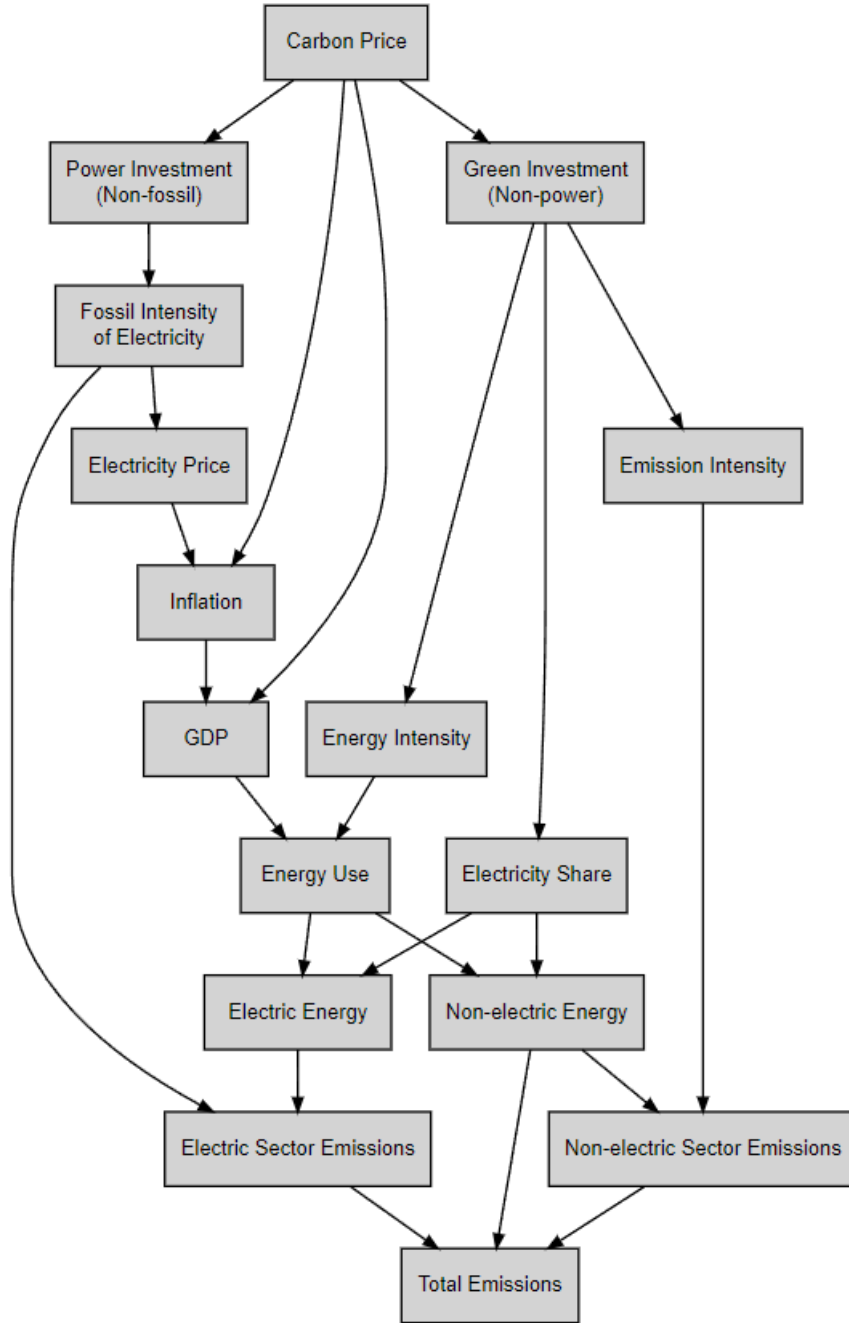 Carbon Price
Power Investment
(Non-fossil)
Green Investment
(Non-power)
Fossil Intensity
of Electricity
Electricity Price
Emission Intensity
Inflation
GDP
Energy Intensity
Energy Use
Electricity Share
Electric Energy
Non-electric Energy
Electric Sector Emissions
Non-electric Sector Emissions
Total Emissions